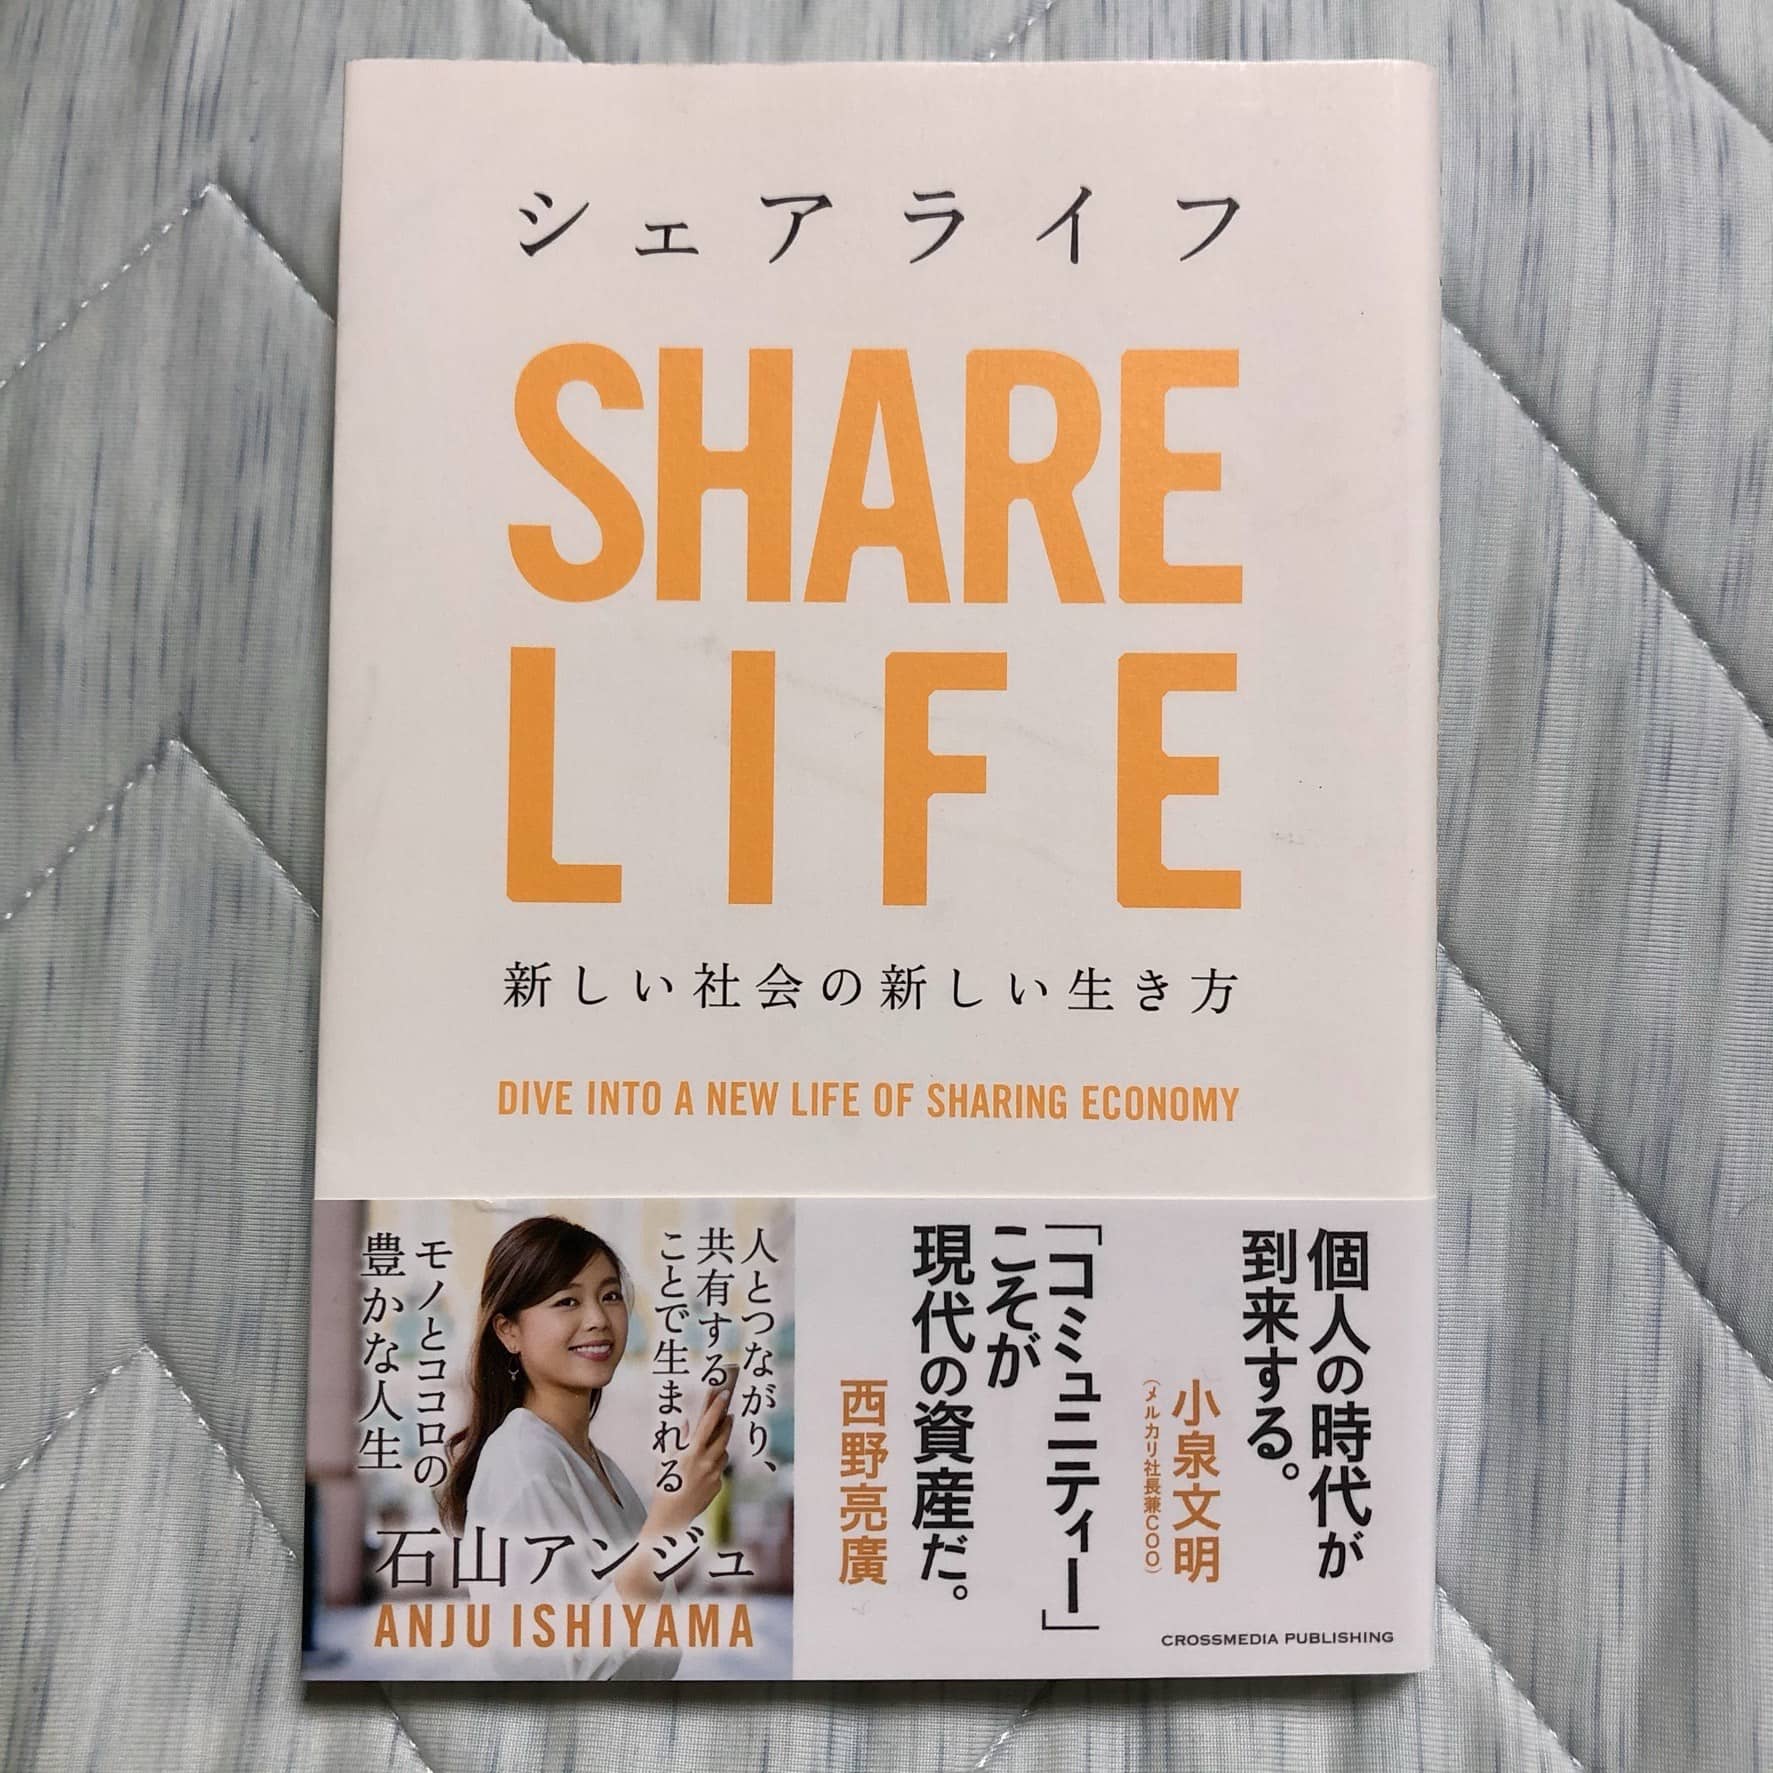 シェアライフ
SHARE
LIFE
新しい社会の新しい生き方
DIVE INTO A NEW LIFE OF SHARING ECONOMY
個人の時代が
到来する。
小泉文明
（メルカリ社長兼COO）
「コミュニティー」
こそが
現代の資産だ。
西野亮廣
人とつながり、
共有する
ことで生まれる
モノとココロの
豊かな人生
石山アンジュ
ANJU ISHIYAMA
CROSSMEDIA PUBLISHING